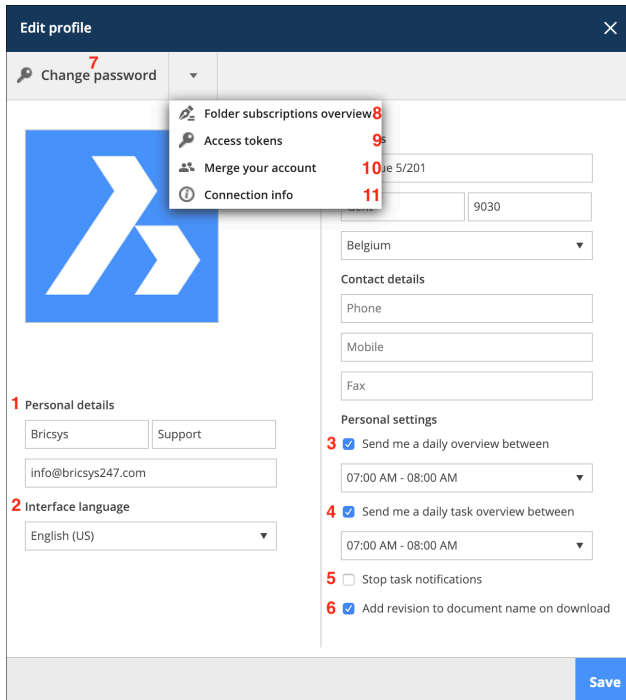 Edit profile
7
Change password
Folder subscriptions overview 8
Access tokens 9
Merge your account 10
Connection info 11
5/201
9030
Belgium
Contact details
Phone
Mobile
Fax
1 Personal details
Bricsys Support
info@bricsys247.com
2 Interface language
English (US)
Personal settings
3 Send me a daily overview between
07:00 AM - 08:00 AM
4 Send me a daily task overview between
07:00 AM - 08:00 AM
5 Stop task notifications
6 Add revision to document name on download
Save